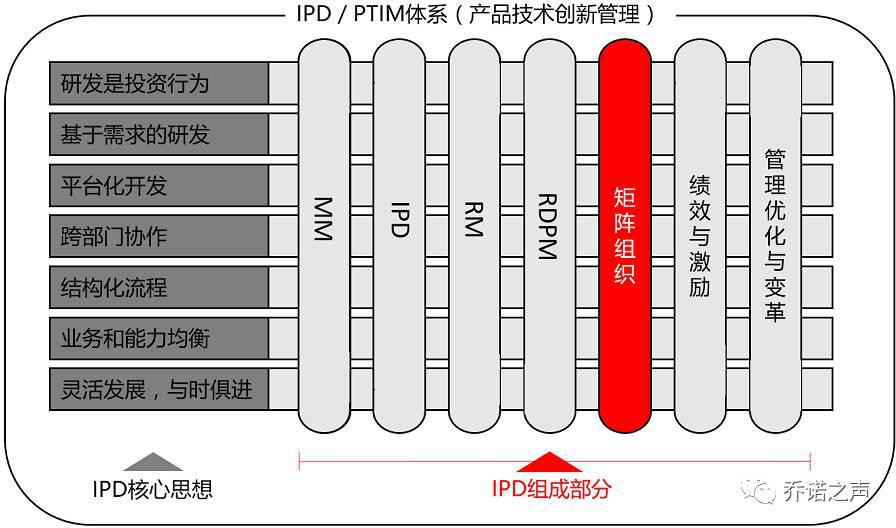 IPD / PTIM体系（产品技术创新管理）
研发是投资行为
基于需求的研发
平台化开发
跨部门协作
结构化流程
业务和能力均衡
灵活发展，与时俱进
MM
IPD
RM
RDPM
矩阵组织
绩效与激励
管理优化与变革
IPD核心思想
IPD组成部分
乔诺之声